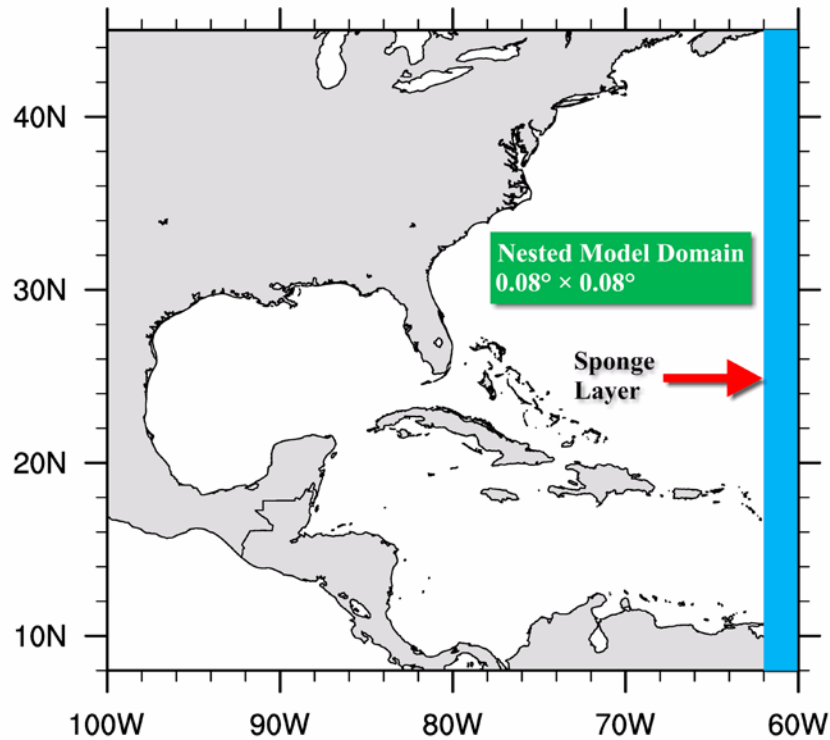 40N
Nested Model Domain
0.08° × 0.08°
30N
Sponge
Layer
20N
10N
100W 90W 80W 70W 60W